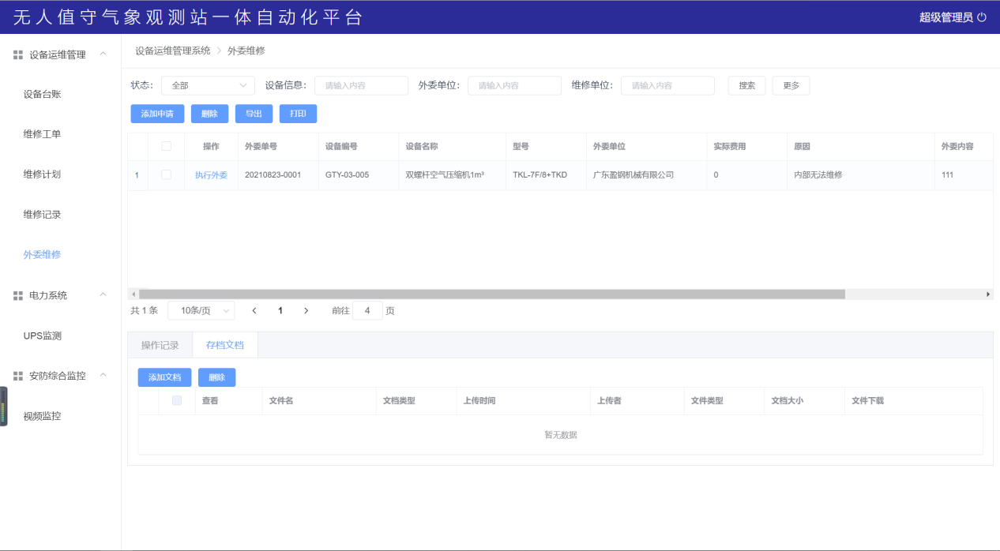 无人值守气象观测站一体自动化平台
超级管理员
设备运维管理
设备台账
维修工单
维修计划
维修记录
外委维修
电力系统
UPS监测
安防综合监控
视频监控
设备运维管理系统 > 外委维修
状态： 全部 设备信息： 请输入内容 外委单位： 请输入内容 维修单位： 请输入内容 搜索 更多
添加申请 删除 导出 打印
操作 外委单号 设备编号 设备名称 型号 外委单位 实际费用 原因 外委内容
1 执行外委 20210823-0001 GTY-03-005 双螺杆空气压缩机1m³ TKL-7F/8+TKD 广东盈钢机械有限公司 0 内部无法维修 111
共 1 条 10条/页 < 1 > 前往 4 页
操作记录 存档文档
添加文档 删除
查看 文件名 文档类型 上传时间 上传者 文件类型 文档大小 文件下载
暂无数据